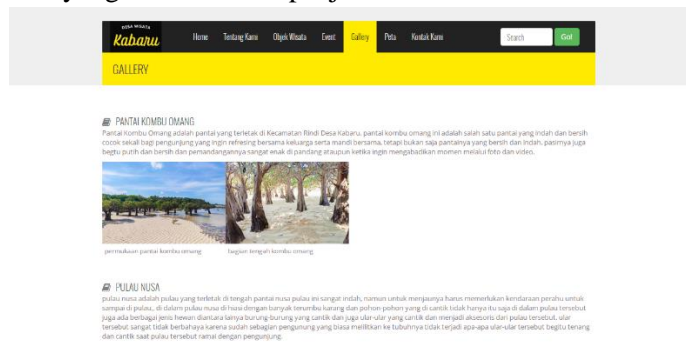 DESA WISATA
Kabaru
Home Tentang Kami Objek Wisata Event Gallery Peta Kontak Kami Search Go!
GALLERY
PANTAI KOMBU OMANG
Pantai Kombu Omang adalah pantai yang terletak di Kecamatan Rindi Desa Kabaru, pantai kombu omang ini adalah salah satu pantai yang indah dan bersih
cocok sekali bagi pengunjung yang ingin refresing bersama keluarga serta mandi bersama, tetapi bukan saja pantainya yang bersih dan indah, pasirnya juga
begtu putih dan bersih dan persandangannya sangat enak di pandang ataupun ketika ingin mengabadikan momen melalui foto dan video.
permukaan pantai kombu omang bagian tengah kombu omang
PULAU NUSA
pulau nusa adalah pulau yang terletak di tengah pantai nusa pulau ini sangat indah, namun untuk menjaunya harus memerlukan kendaraan perahu untuk
sampai di pulau, di dalam pulau nusa di hiasi dengan banyak terumbu karang dan pohon-pohon yang di cantik tidak hanya itu saja di dalam pulau tersebut
juga ada berbagai jenis hewan diantara lainya burung-burung yang cantik dan juga ular-ular yang cantik dan menjadi aksesoris dari pulau tersebut. ular
tersebut sangat tidak berbahaya karena sudah sebagian pengunung yang biasa mellitkan ke tubuhnya tidak terjadi apa-apa ular-ular tersebut begitu tenang
dan cantik saat pulau tersebut ramai dengan pengunjung.